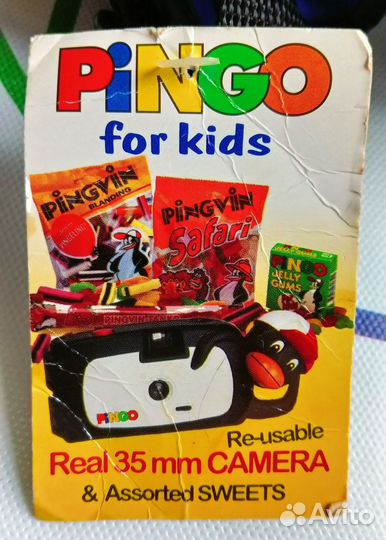 PiNGO
for kids
PINGVIN
BLANDING
PINGVIN
Safari
PINGO
JELLY
GUMS
PINGVIN
PiNGO
Re-usable
Real 35 mm CAMERA
& Assorted SWEETS
Avito